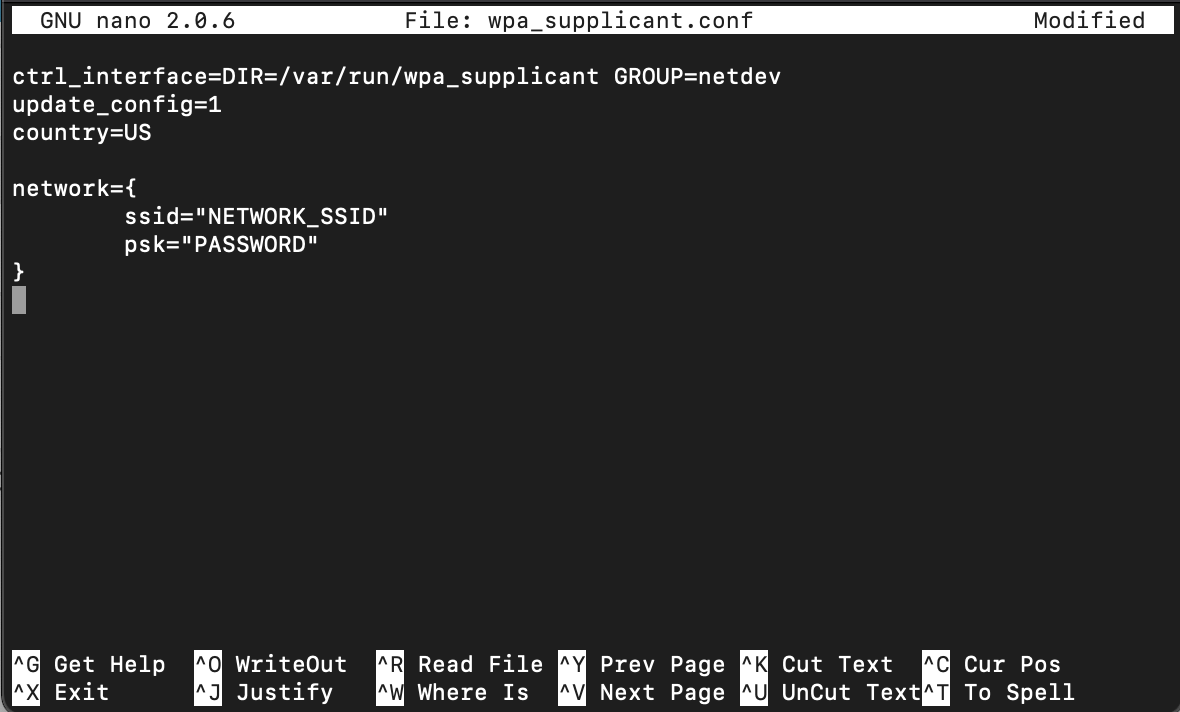 GNU nano 2.0.6 File: wpa_supplicant.conf Modified
ctrl_interface=DIR=/var/run/wpa_supplicant GROUP=netdev
update_config=1
country=US
network={
ssid="NETWORK_SSID"
psk="PASSWORD"
}
^G Get Help ^O WriteOut ^R Read File ^Y Prev Page ^K Cut Text ^C Cur Pos
^X Exit ^J Justify ^W Where Is ^V Next Page ^U UnCut Text ^T To Spell